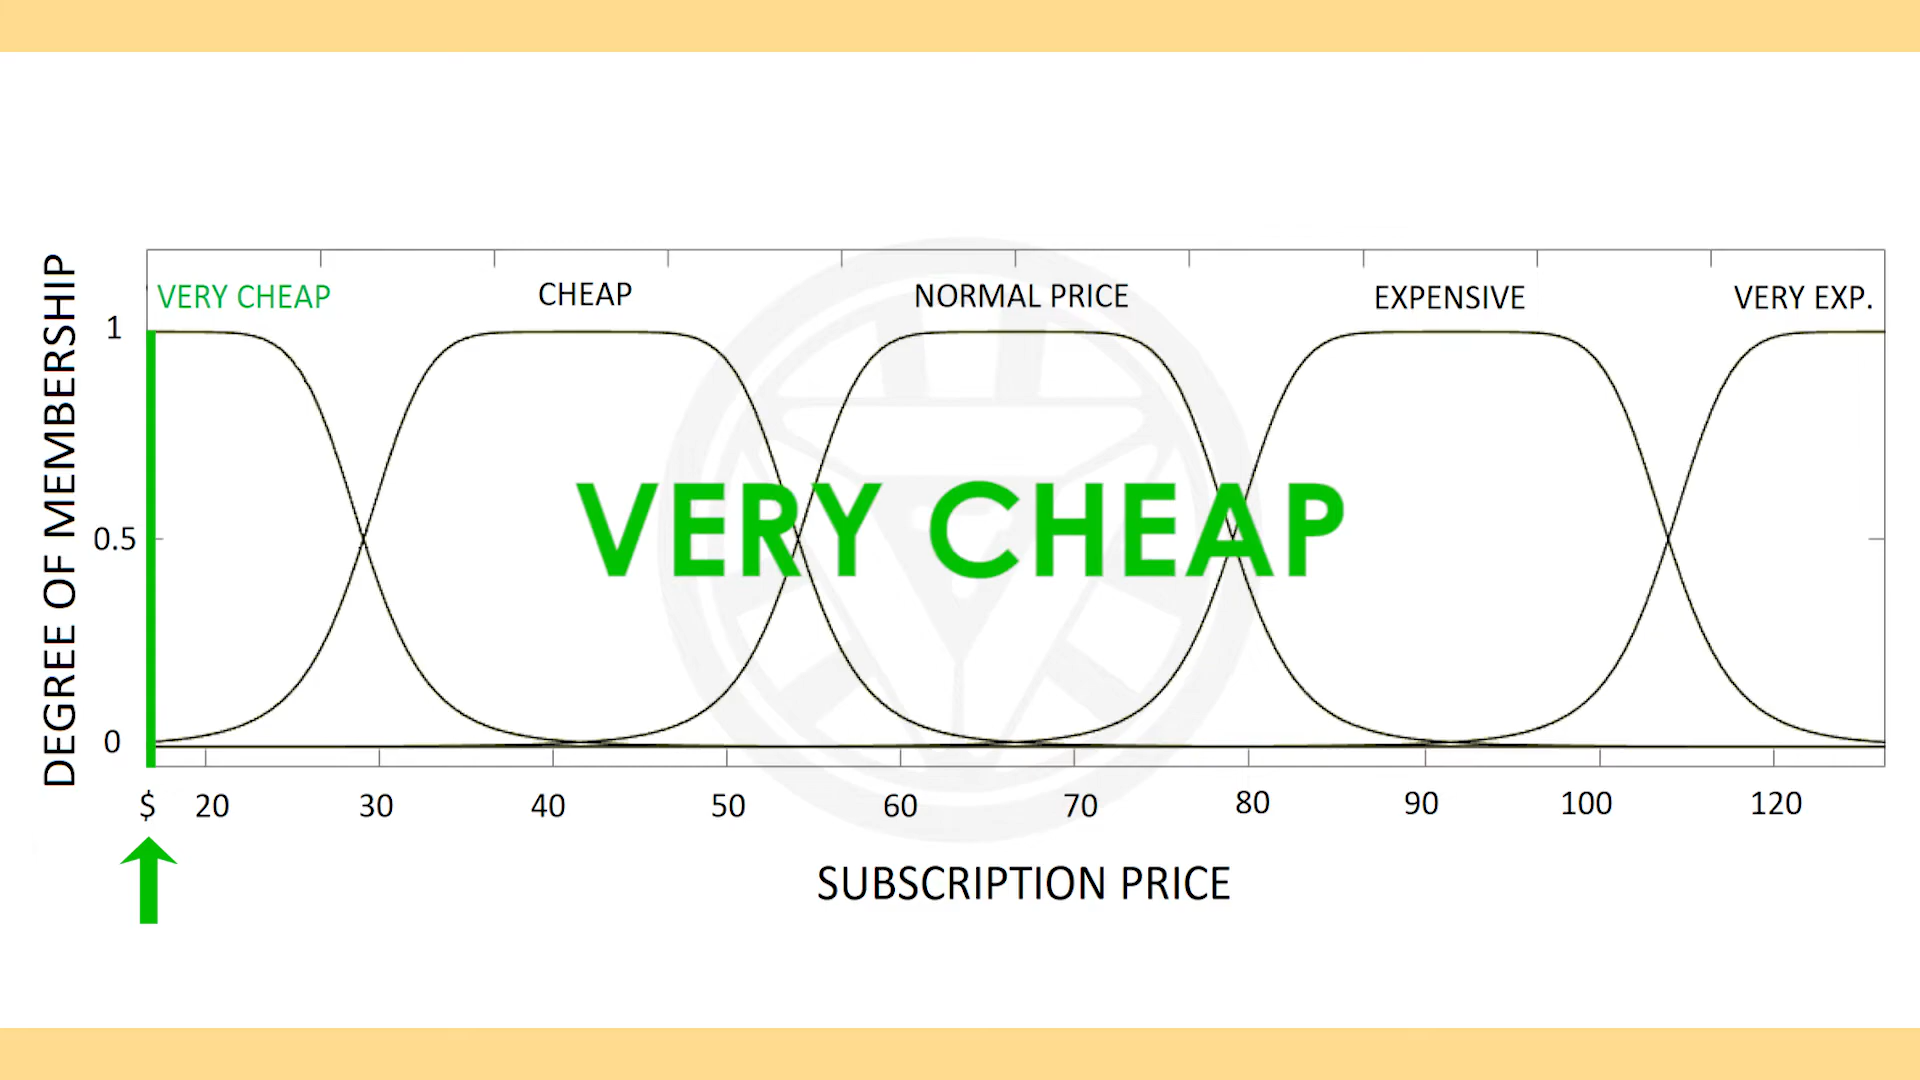 VERY CHEAP
CHEAP
NORMAL PRICE
EXPENSIVE
VERY EXP.
DEGREE OF MEMBERSHIP
1
0.5
0
VERY CHEAP
$ 20 30 40 50 60 70 80 90 100 120
SUBSCRIPTION PRICE